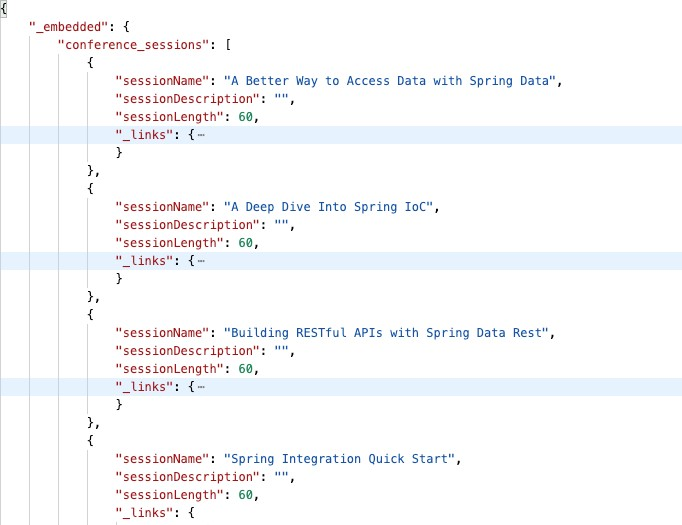 {
"_embedded": {
"conference_sessions": [
{
"sessionName": "A Better Way to Access Data with Spring Data",
"sessionDescription": "",
"sessionLength": 60,
"_links": {⋯
}
},
{
"sessionName": "A Deep Dive Into Spring IoC",
"sessionDescription": "",
"sessionLength": 60,
"_links": {⋯
}
},
{
"sessionName": "Building RESTful APIs with Spring Data Rest",
"sessionDescription": "",
"sessionLength": 60,
"_links": {⋯
}
},
{
"sessionName": "Spring Integration Quick Start",
"sessionDescription": "",
"sessionLength": 60,
"_links": {